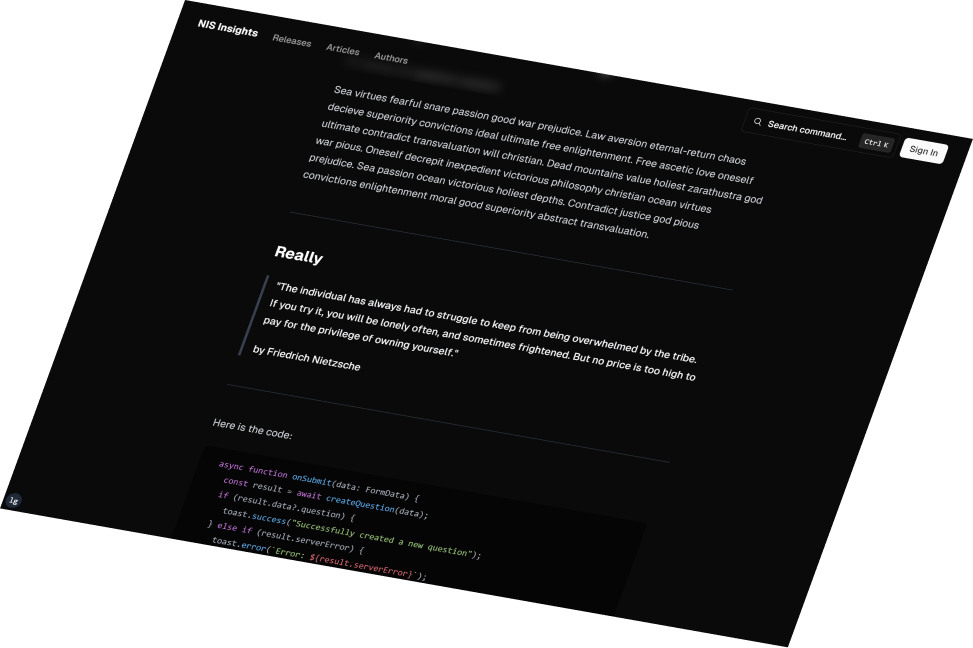 NIS Insights Releases Articles Authors
Search command... Ctrl K Sign In
Sea virtues fearful snare passion good war prejudice. Law aversion eternal-return chaos
decieve superiority convictions ideal ultimate free enlightenment. Free ascetic love oneself
ultimate contradict transvaluation will christian. Dead mountains value holiest zarathustra god
war pious. Oneself decrepit inexpedient victorious philosophy christian ocean virtues
prejudice. Sea passion ocean victorious holiest depths. Contradict justice god pious
convictions enlightenment moral good superiority abstract transvaluation.
Really
"The individual has always had to struggle to keep from being overwhelmed by the tribe.
If you try it, you will be lonely often, and sometimes frightened. But no price is too high to
pay for the privilege of owning yourself."
by Friedrich Nietzsche
Here is the code:
async function onSubmit(data: FormData) {
const result = await createQuestion(data);
if (result.data?.question) {
toast.success("Successfully created a new question");
} else if (result.serverError) {
toast.error(`Error: ${result.serverError}`);
lg